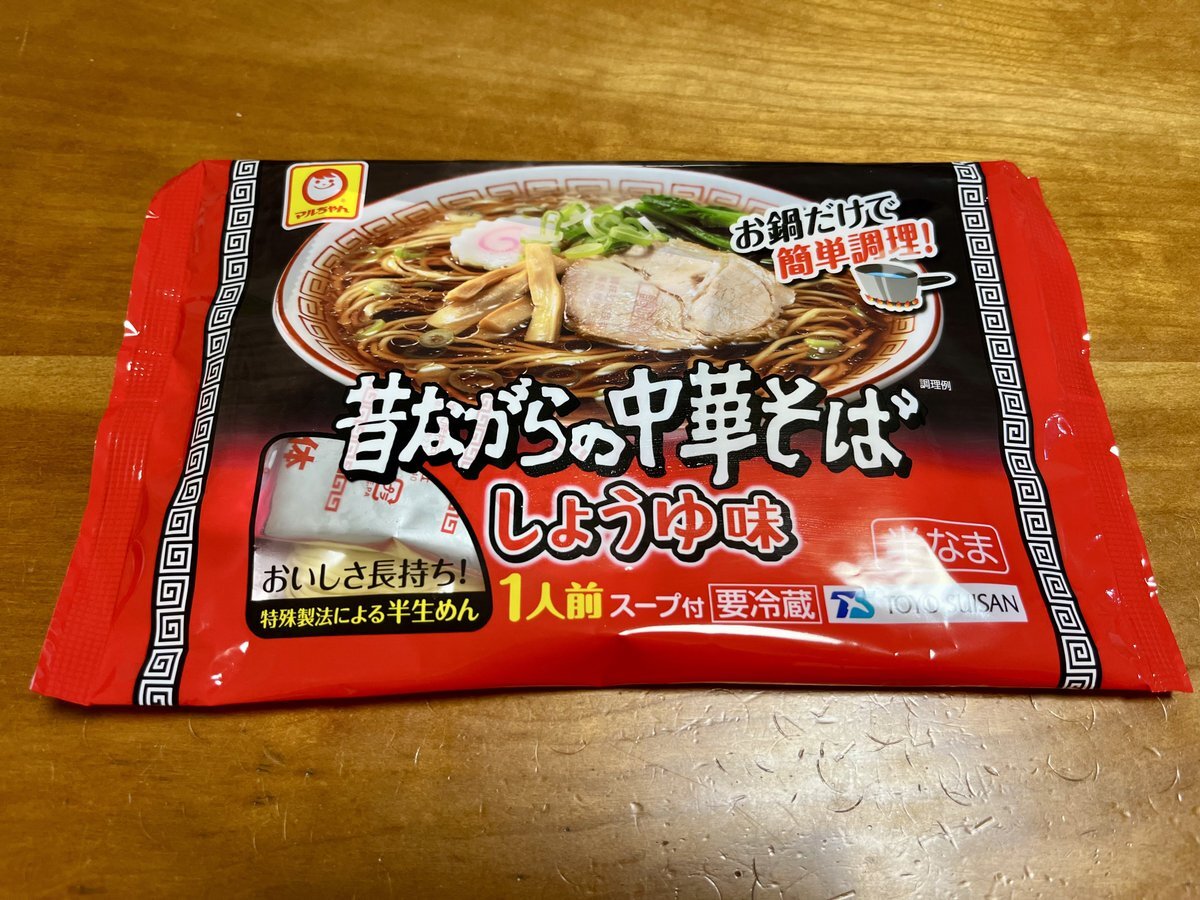 マルちゃん
お鍋だけで
簡単調理!
調理例
昔ながらの中華そば
しょうゆ味
体
おいしさ長持ち!
特殊製法による半生めん
1人前 スープ付 要冷蔵
半なま
TOYO SUISAN